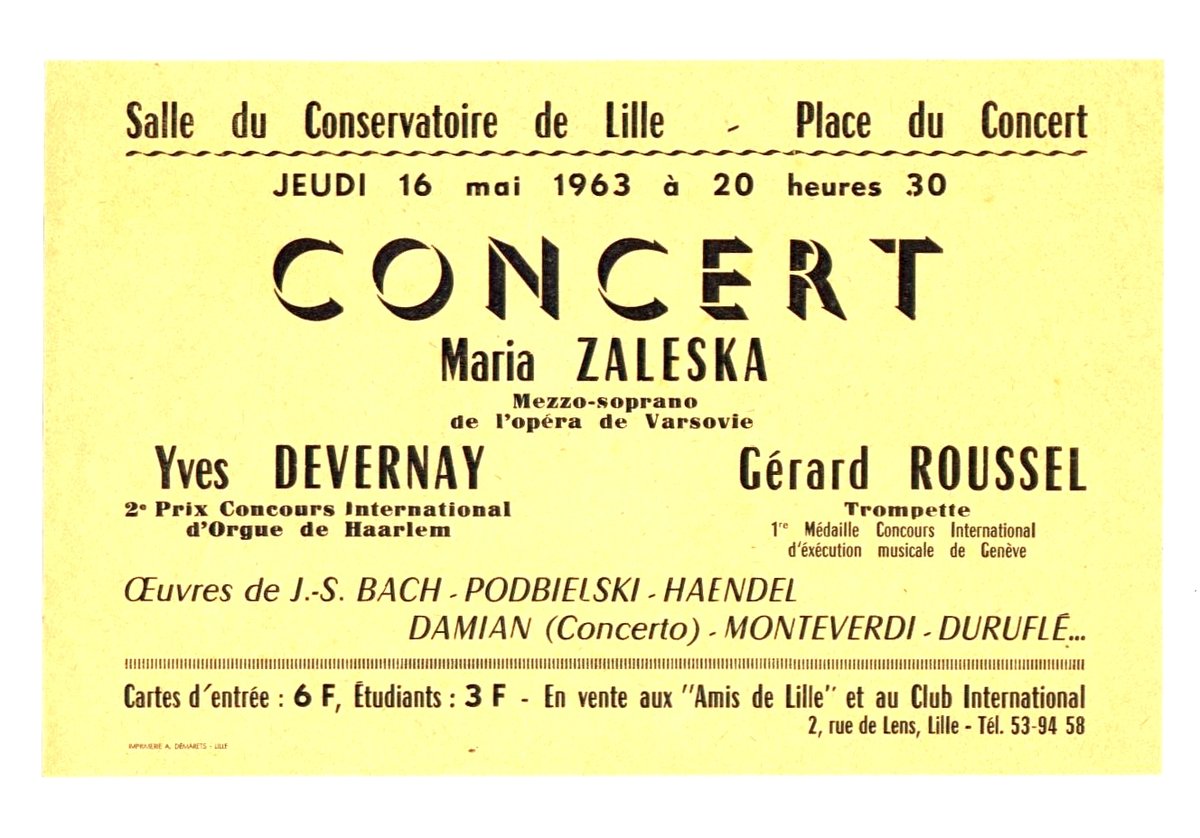 Salle du Conservatoire de Lille - Place du Concert
JEUDI 16 mai 1963 à 20 heures 30
CONCERT
Maria ZALESKA
Mezzo-soprano
de l'opéra de Varsovie
Yves DEVERNAY
2e Prix Concours International
d'Orgue de Haarlem
Gérard ROUSSEL
Trompette
1re Médaille Concours International
d'éxécution musicale de Genève
Œuvres de J.-S. BACH - PODBIELSKI - HAENDEL
DAMIAN (Concerto) - MONTEVERDI - DURUFLÉ...
Cartes d'entrée : 6 F, Étudiants : 3 F - En vente aux "Amis de Lille" et au Club International
2, rue de Lens, Lille - Tél. 53-94 58
IMPRIMERIE A. DÉMARETS - LILLE